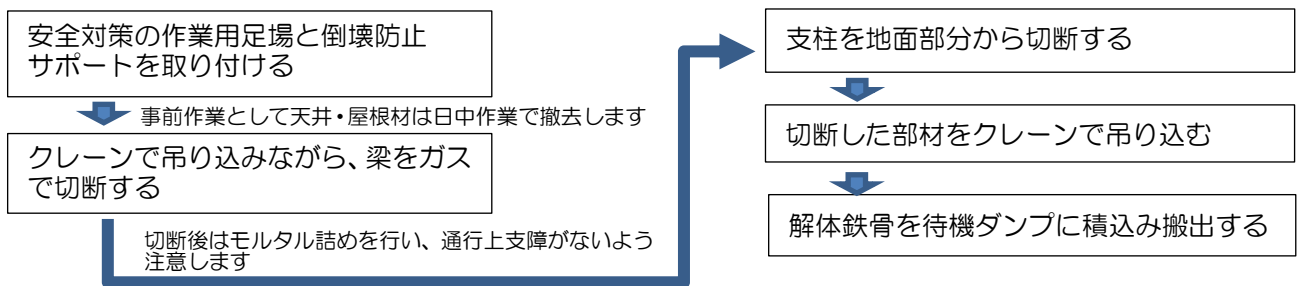 安全対策の作業用足場と倒壊防止
サポートを取り付ける
事前作業として天井・屋根材は日中作業で撤去します
クレーンで吊り込みながら、梁をガス
で切断する
切断後はモルタル詰めを行い、通行上支障がないよう
注意します
支柱を地面部分から切断する
切断した部材をクレーンで吊り込む
解体鉄骨を待機ダンプに積込み搬出する